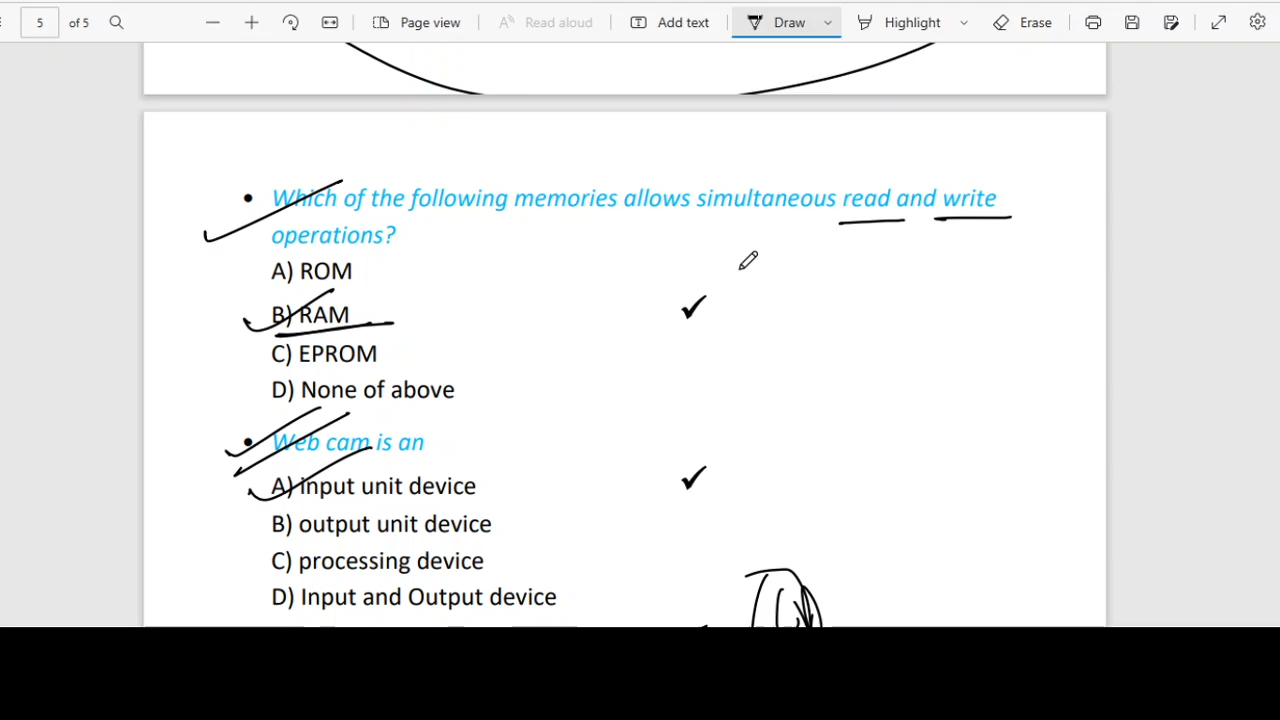 5 of 5 Page view Read aloud Add text Draw Highlight Erase
• Which of the following memories allows simultaneous read and write
operations?
A) ROM
B) RAM
C) EPROM
D) None of above
• Web cam is an
A) input unit device
B) output unit device
C) processing device
D) Input and Output device